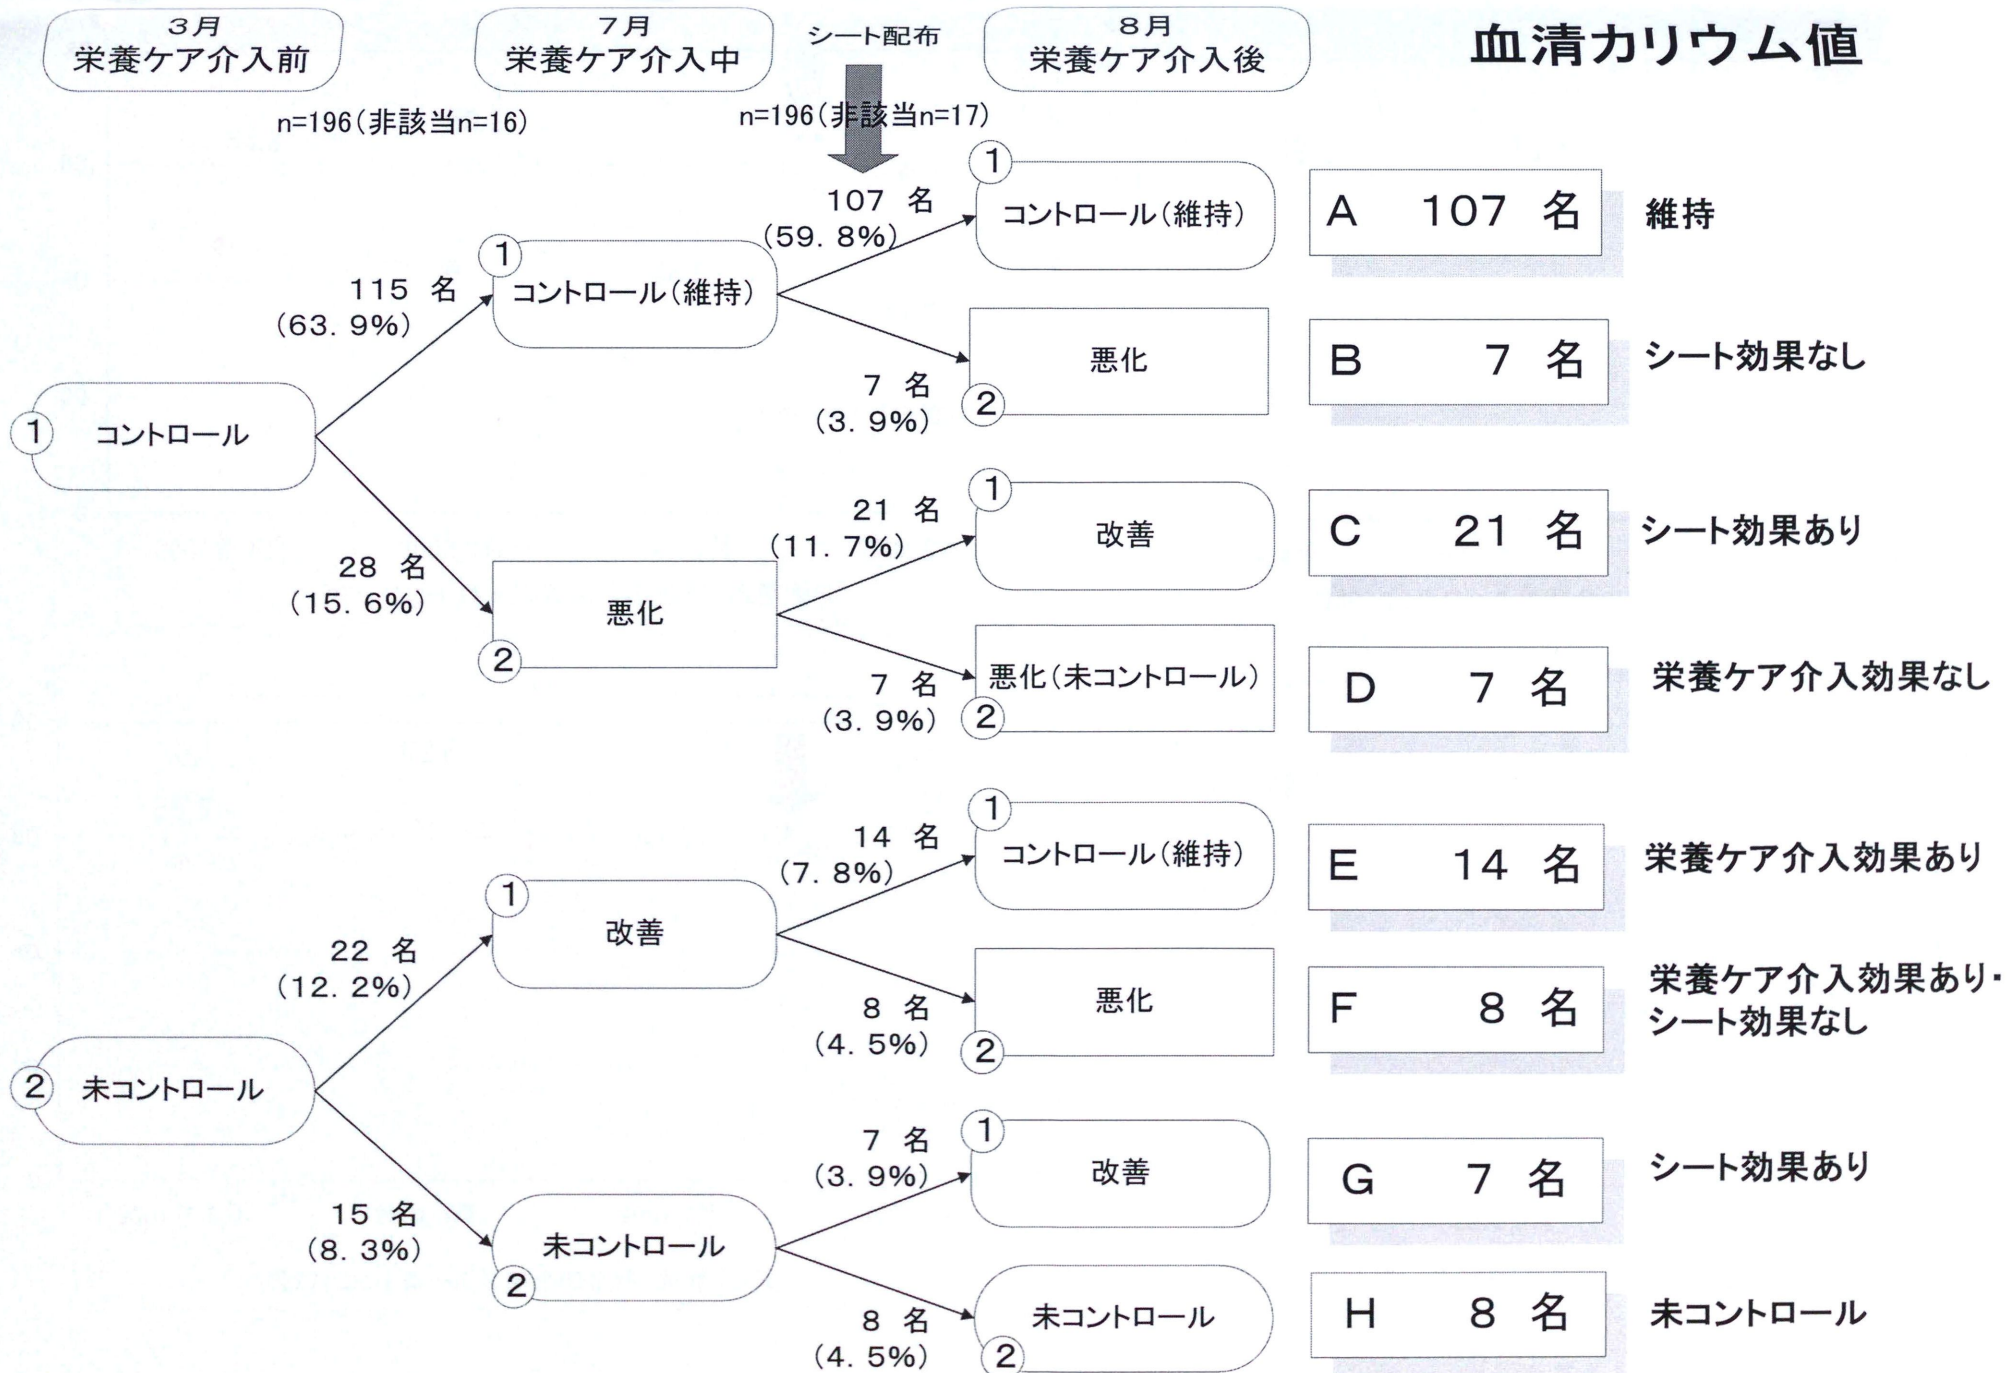 3月
栄養ケア介入前
7月
栄養ケア介入中
シート配布
8月
栄養ケア介入後
血清カリウム値
n=196(非該当n=16)
n=196(非該当n=17)
1
コントロール
115 名
(63.9%)
28 名
(15.6%)
1
コントロール(維持)
悪化
2
107 名
(59.8%)
1
コントロール(維持)
A 107 名
維持
7 名
(3.9%)
悪化
2
B 7 名
シート効果なし
21 名
(11.7%)
1
改善
C 21 名
シート効果あり
7 名
(3.9%)
悪化(未コントロール)
2
D 7 名
栄養ケア介入効果なし
2
未コントロール
22 名
(12.2%)
15 名
(8.3%)
1
改善
未コントロール
2
14 名
(7.8%)
1
コントロール(維持)
E 14 名
栄養ケア介入効果あり
8 名
(4.5%)
悪化
2
F 8 名
栄養ケア介入効果あり・
シート効果なし
7 名
(3.9%)
1
改善
G 7 名
シート効果あり
8 名
(4.5%)
未コントロール
2
H 8 名
未コントロール